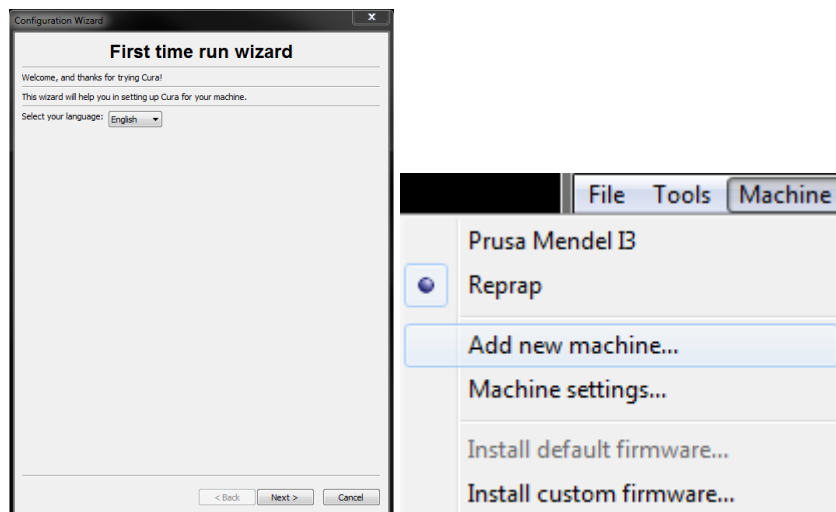 Configuration Wizard
x
First time run wizard
Welcome, and thanks for trying Cura!
This wizard will help you in setting up Cura for your machine.
Select your language: English
< Back Next > Cancel
File Tools Machine
Prusa Mendel I3
Reprap
Add new machine...
Machine settings...
Install default firmware...
Install custom firmware...